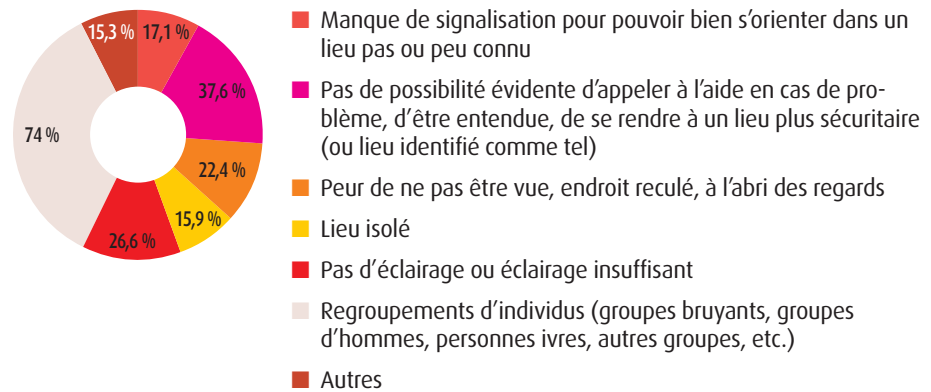 15,3 %
17,1 %
37,6 %
74 %
22,4 %
15,9 %
26,6 %
Manque de signalisation pour pouvoir bien s’orienter dans un
lieu pas ou peu connu
Pas de possibilité évidente d’appeler à l’aide en cas de pro-
blème, d’être entendue, de se rendre à un lieu plus sécuritaire
(ou lieu identifié comme tel)
Peur de ne pas être vue, endroit reculé, à l’abri des regards
Lieu isolé
Pas d’éclairage ou éclairage insuffisant
Regroupements d’individus (groupes bruyants, groupes
d’hommes, personnes ivres, autres groupes, etc.)
Autres